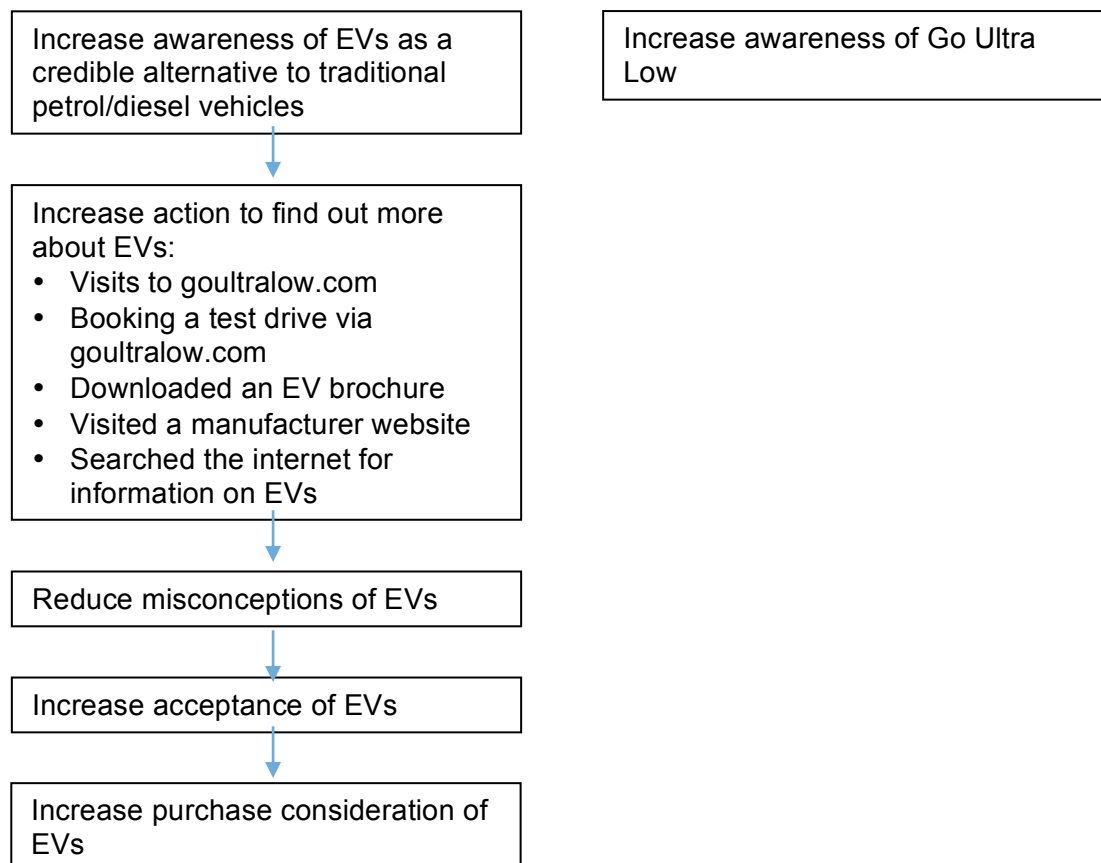 Increase awareness of EVs as a
credible alternative to traditional
petrol/diesel vehicles
Increase awareness of Go Ultra
Low
Increase action to find out more
about EVs:
• Visits to goultralow.com
• Booking a test drive via
goultralow.com
• Downloaded an EV brochure
• Visited a manufacturer website
• Searched the internet for
information on EVs
Reduce misconceptions of EVs
Increase acceptance of EVs
Increase purchase consideration of
EVs